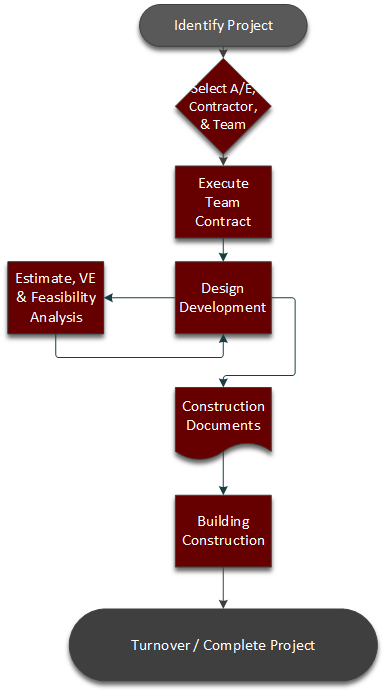 Identify Project
Select A/E,
Contractor,
& Team
Execute
Team
Contract
Estimate, VE
& Feasibility
Analysis
Design
Development
Construction
Documents
Building
Construction
Turnover / Complete Project